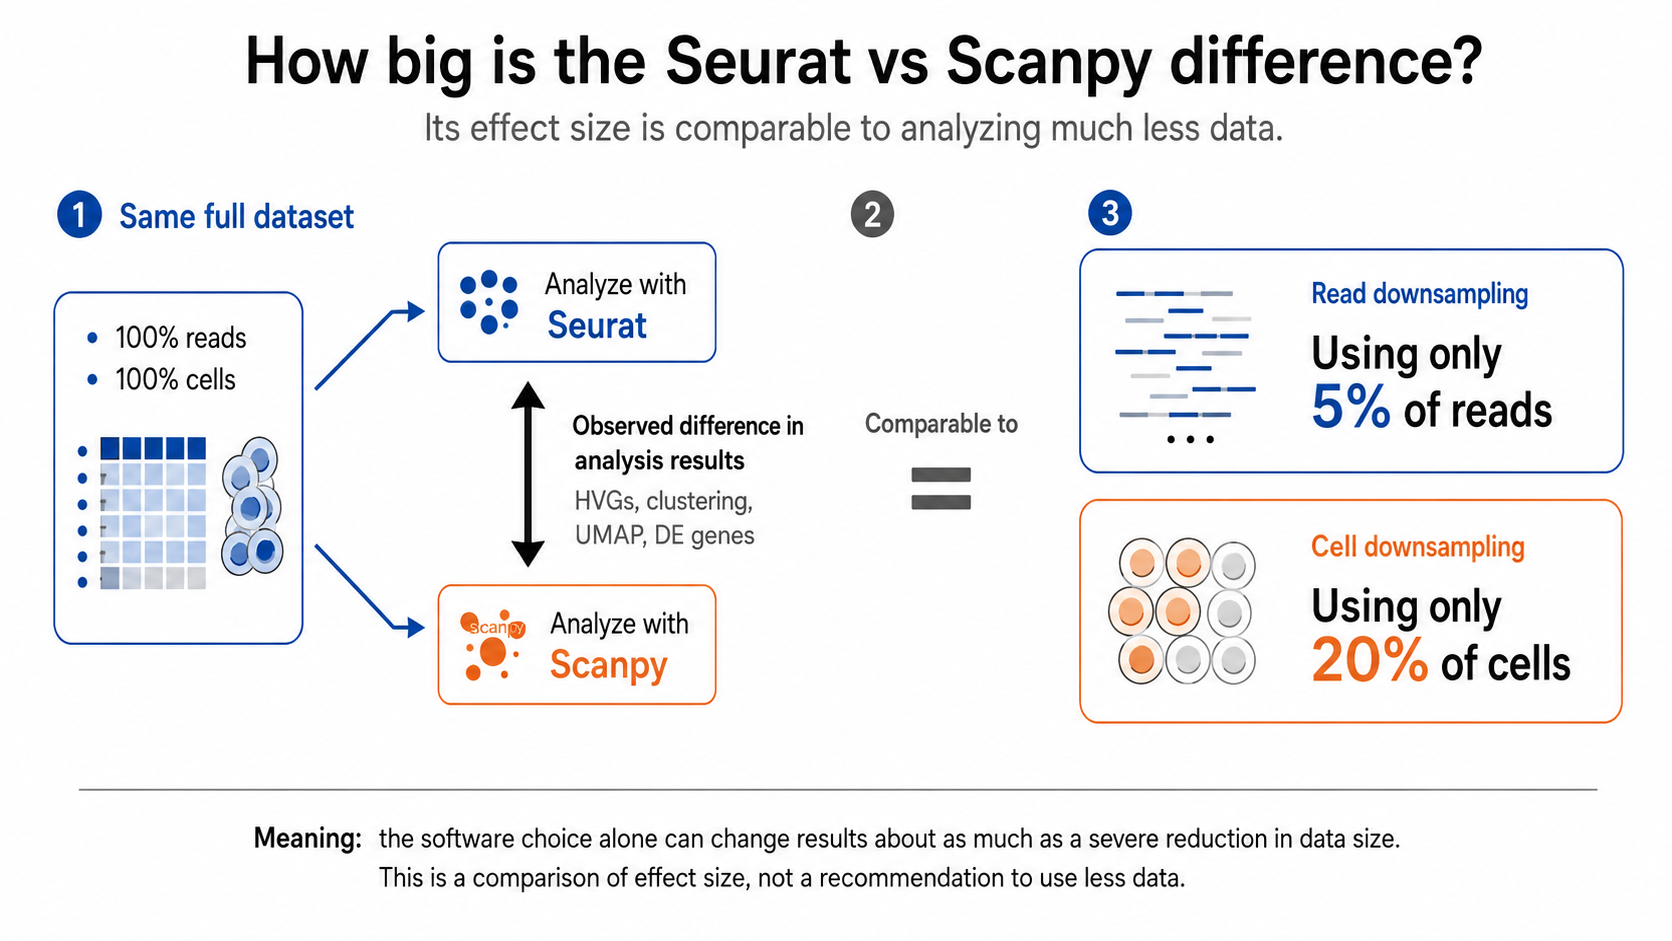 How big is the Seurat vs Scanpy difference?
Its effect size is comparable to analyzing much less data.
1 Same full dataset
• 100% reads
• 100% cells
Analyze with
Seurat
Observed difference in
analysis results
HVGs, clustering,
UMAP, DE genes
scanpy
Analyze with
Scanpy
2
Comparable to
=
3
Read downsampling
Using only
5% of reads
...
Cell downsampling
Using only
20% of cells
Meaning: the software choice alone can change results about as much as a severe reduction in data size.
This is a comparison of effect size, not a recommendation to use less data.